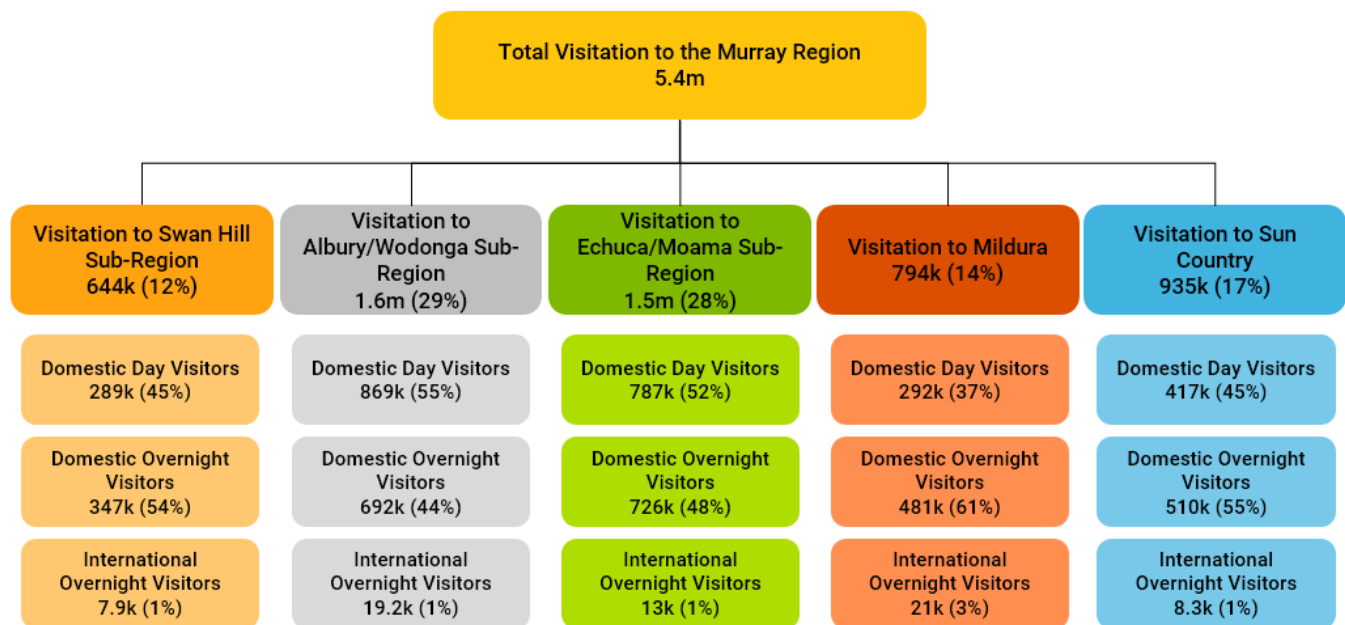 Total Visitation to the Murray Region
5.4m
Visitation to Swan Hill
Sub-Region
644k (12%)
Visitation to
Albury/Wodonga Sub-
Region
1.6m (29%)
Visitation to
Echuca/Moama Sub-
Region
1.5m (28%)
Visitation to Mildura
794k (14%)
Visitation to Sun
Country
935k (17%)
Domestic Day Visitors
289k (45%)
Domestic Day Visitors
869k (55%)
Domestic Day Visitors
787k (52%)
Domestic Day Visitors
292k (37%)
Domestic Day Visitors
417k (45%)
Domestic Overnight
Visitors
347k (54%)
Domestic Overnight
Visitors
692k (44%)
Domestic Overnight
Visitors
726k (48%)
Domestic Overnight
Visitors
481k (61%)
Domestic Overnight
Visitors
510k (55%)
International
Overnight Visitors
7.9k (1%)
International
Overnight Visitors
19.2k (1%)
International
Overnight Visitors
13k (1%)
International
Overnight Visitors
21k (3%)
International
Overnight Visitors
8.3k (1%)